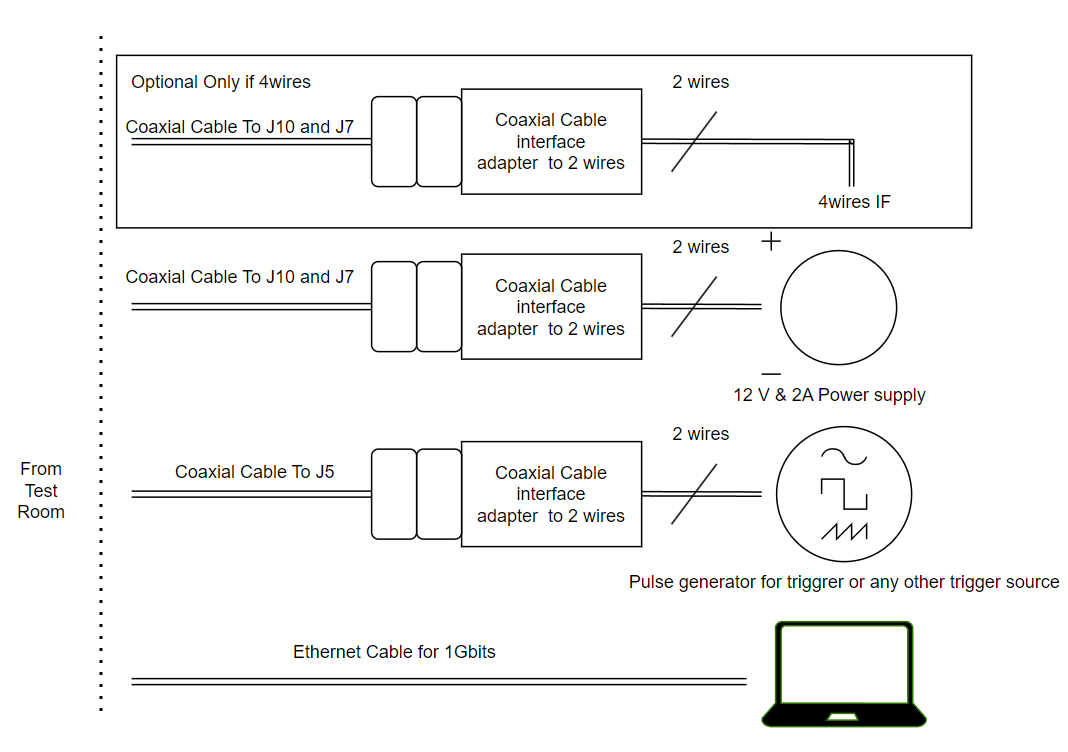 Optional Only if 4wires
2 wires
Coaxial Cable To J10 and J7
Coaxial Cable
interface
adapter to 2 wires
4wires IF
2 wires
+
Coaxial Cable To J10 and J7
Coaxial Cable
interface
adapter to 2 wires
—
12 V & 2A Power supply
2 wires
From
Test
Room
Coaxial Cable To J5
Coaxial Cable
interface
adapter to 2 wires
Pulse generator for triggrer or any other trigger source
Ethernet Cable for 1Gbits